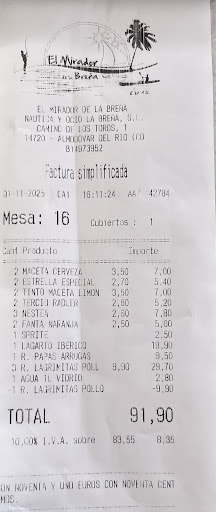 El Mirador
de la Breña
EL MIRADOR DE LA BREÑA
NAUTICA Y OCIO LA BREÑA, S.L.
CAMINO DE LOS TOROS, 1
14720 - ALMODOVAR DEL RIO (CO
B14973952
Factura simplificada
01-11-2025 CA1 16:11:24 AA/ 42784
Mesa: 16 Cubiertos: 1
Cant Producto Importe
2 MACETA CERVEZA 3,50 7,00
2 ESTRELLA ESPECIAL 2,70 5,40
2 TINTO MACETA LIMON 3,50 7,00
2 TERCIO RADLER 2,60 5,20
3 NESTEA 2,60 7,80
2 FANTA NARANJA 2,50 5,00
1 SPRITE 2,50
1 LAGARTO IBERICO 19,90
1 R. PAPAS ARRUGAS 9,50
3 R. LAGRIMITAS POLL 9,90 29,70
1 AGUA 1L VIDRIO 2,80
-1 R. LAGRIMITAS POLLO -9,90
TOTAL 91,90
10,00% I.V.A. sobre 83,55 8,35
ON NOVENTA Y UNO EUROS CON NOVENTA CENT
MOS.